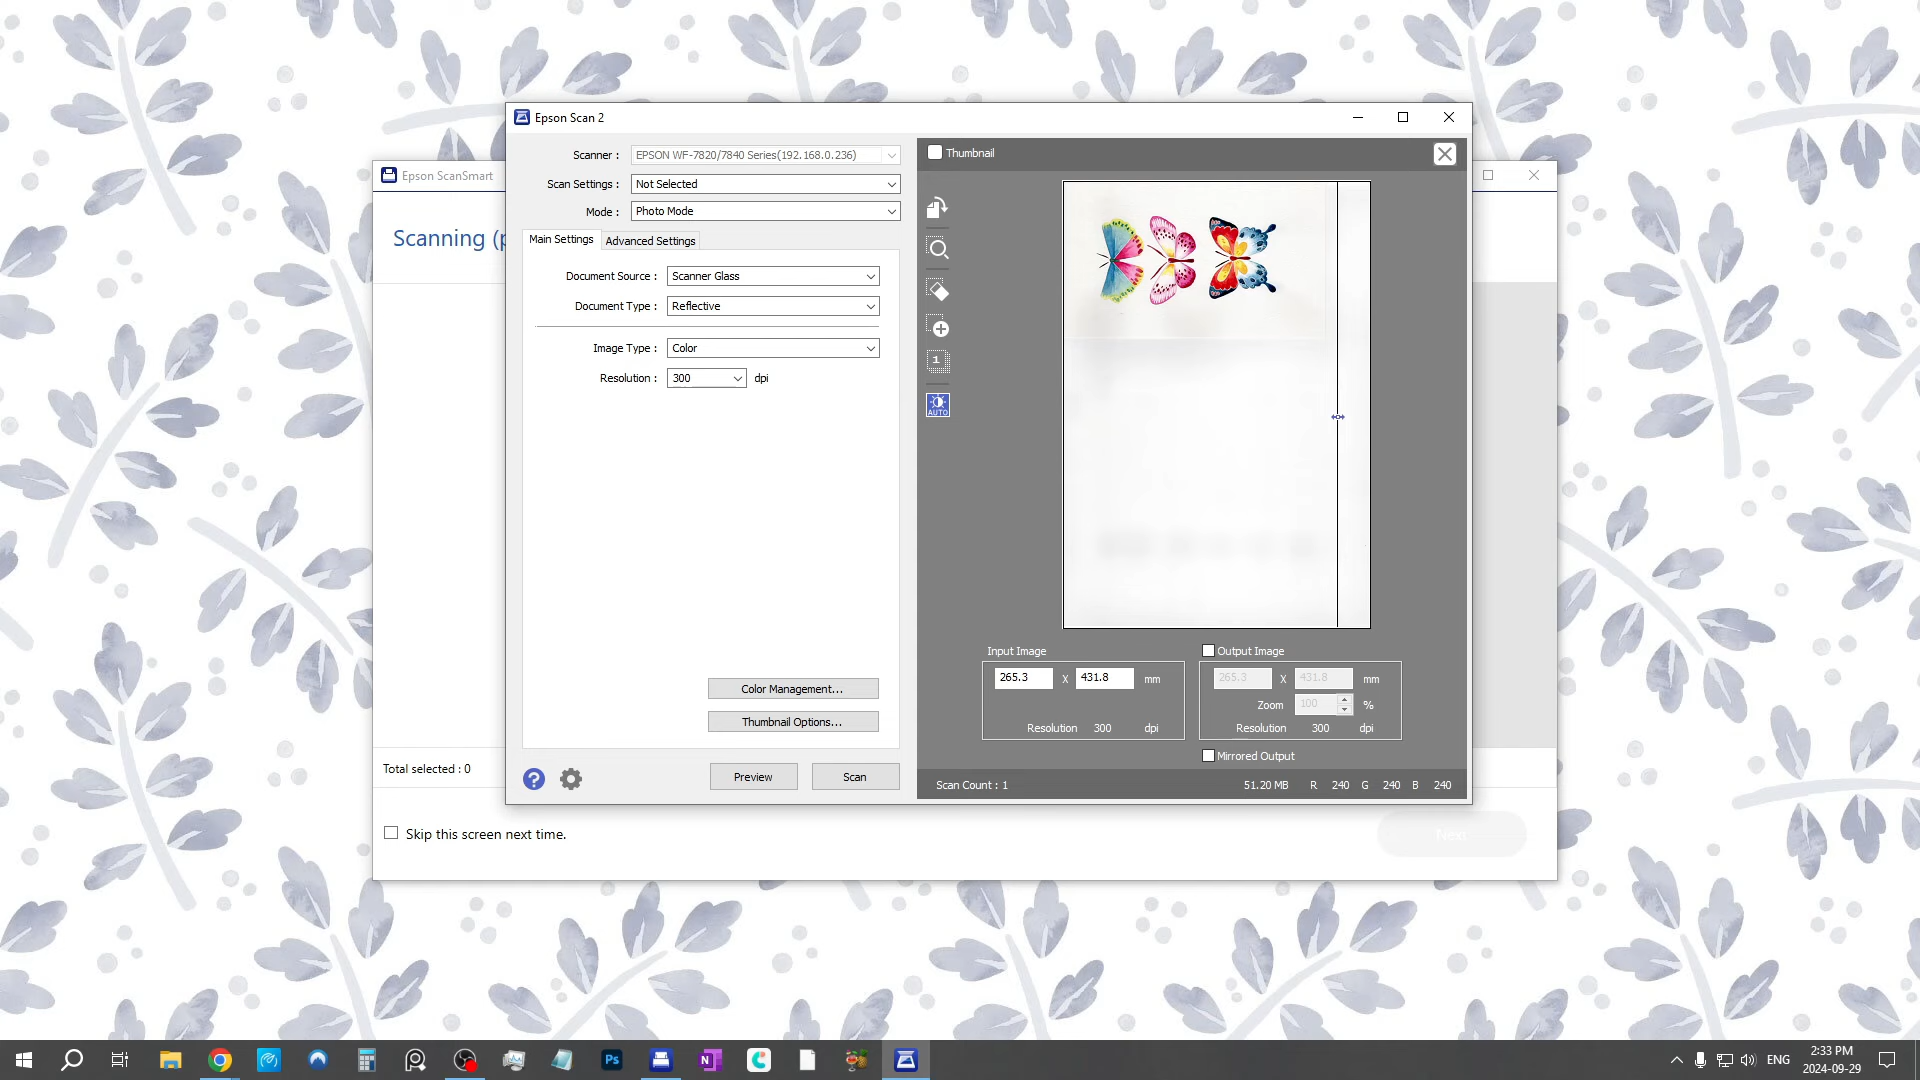 Epson Scan 2
Scanner :
EPSON WF-7820/7840 Series(192.168.0.236)
Scan Settings :
Not Selected
Mode :
Photo Mode
Main Settings
Advanced Settings
Document Source :
Scanner Glass
Document Type :
Reflective
Image Type :
Color
Resolution :
300
dpi
Color Management...
Thumbnail Options...
Preview
Scan
Thumbnail
1
AUTO
Input Image
265.3 X 431.8 mm
Resolution 300 dpi
Output Image
265.3 X 431.8 mm
Zoom 100 %
Resolution 300 dpi
Mirrored Output
Scan Count : 1
51.20 MB R 240 G 240 B 240
Epson ScanSmart
Scanning (p
Total selected : 0
Skip this screen next time.
Next
Ps
N
ENG
2:33 PM
2024-09-29